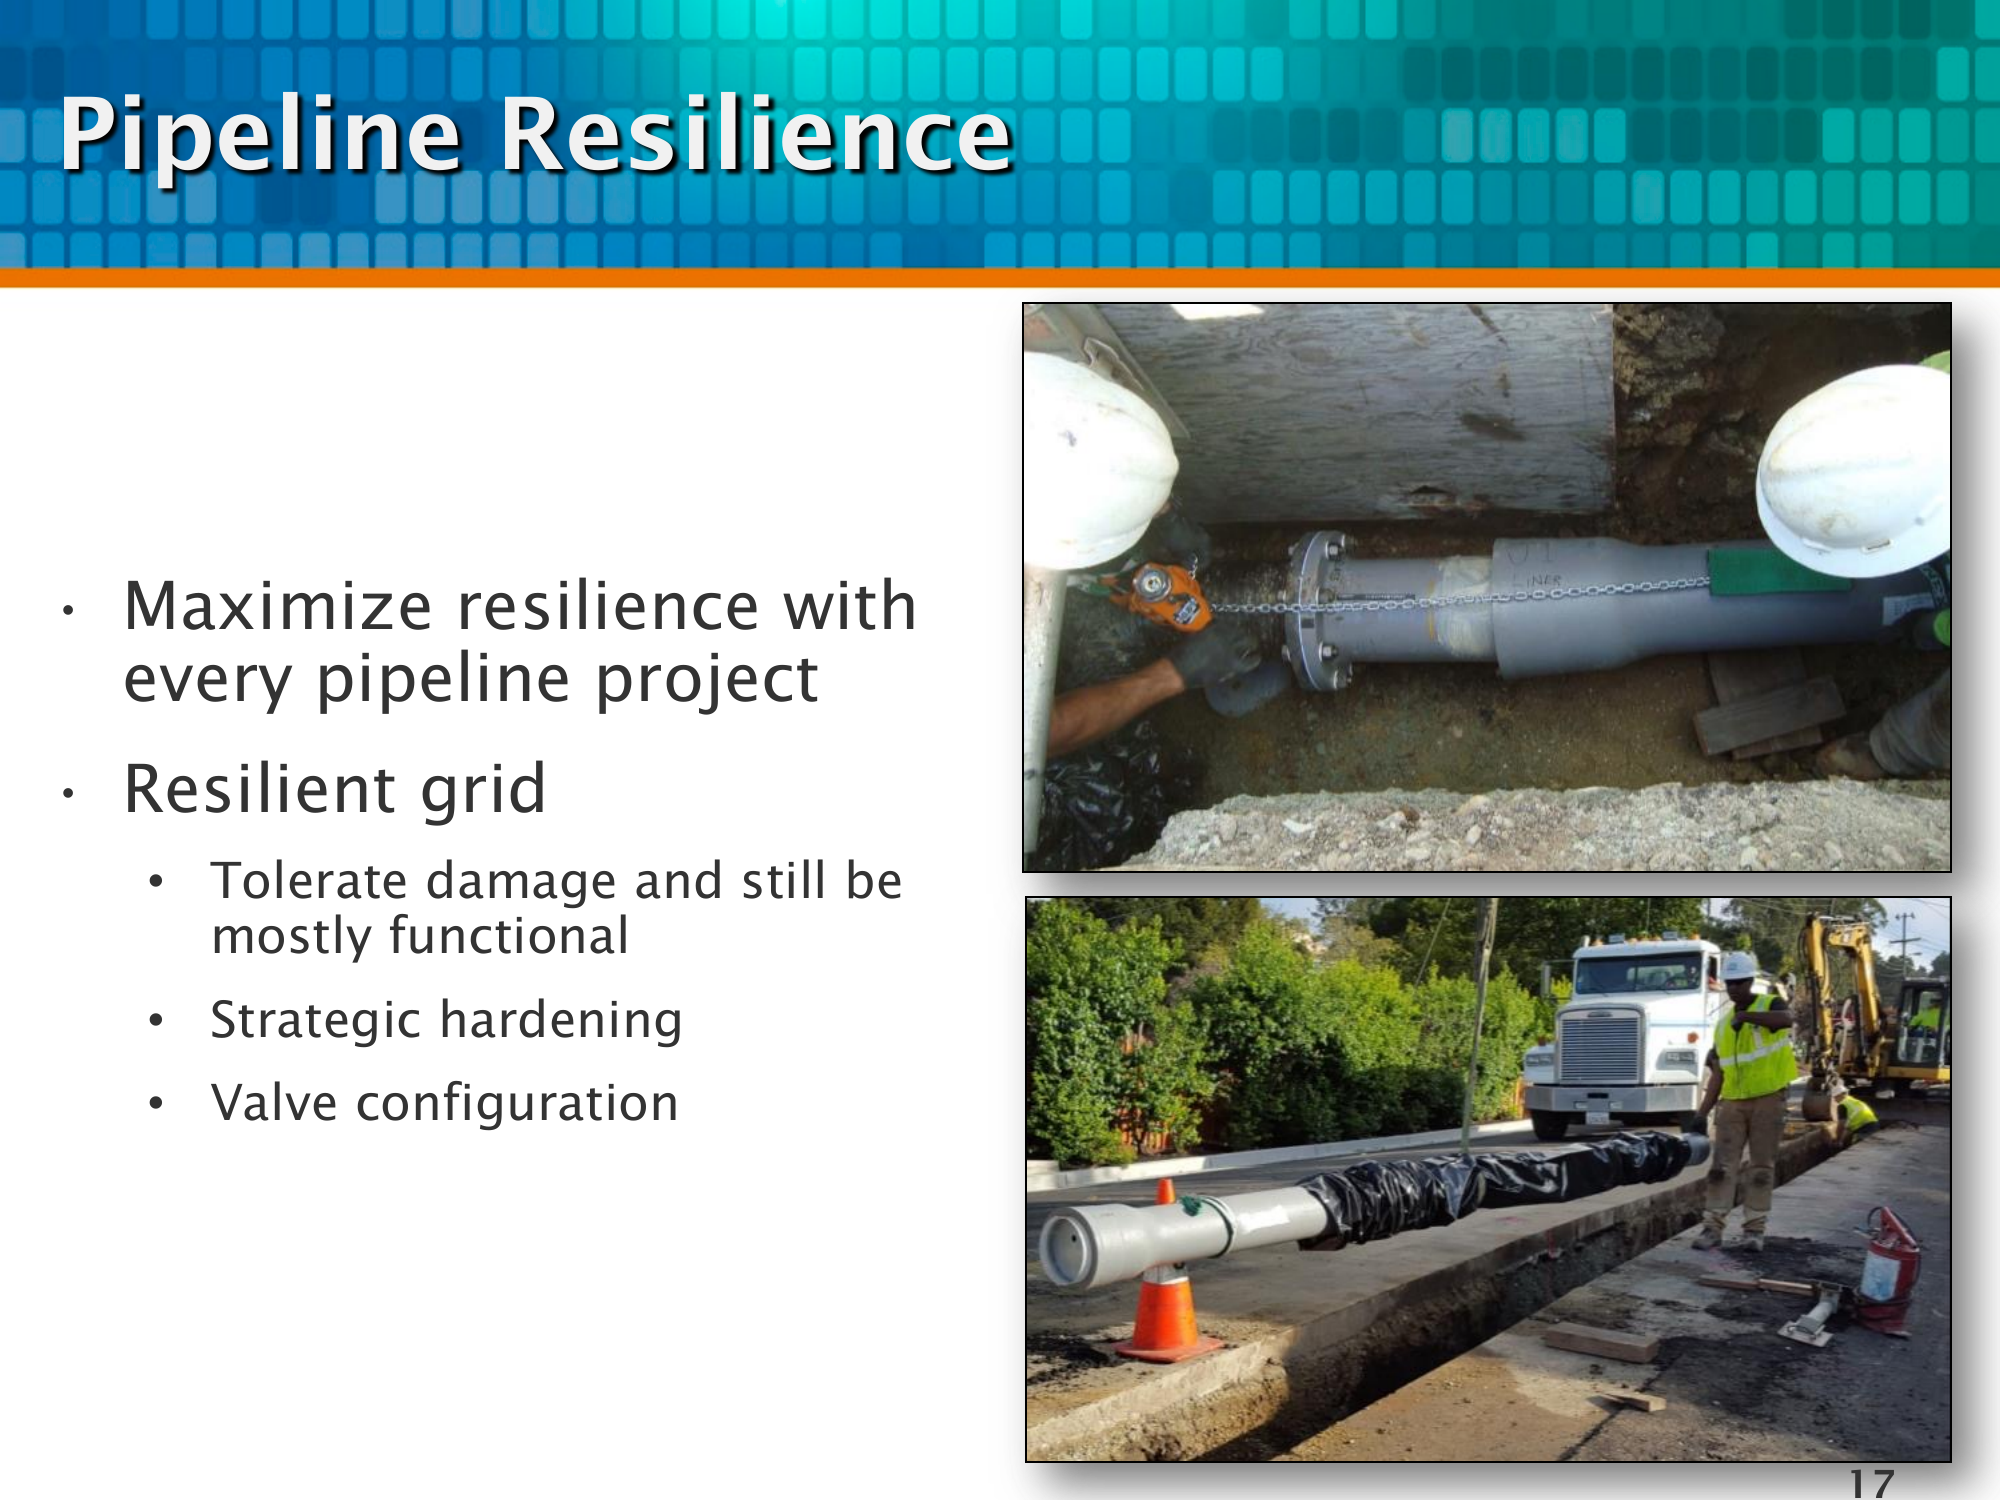 Pipeline Resilience
• Maximize resilience with
every pipeline project
• Resilient grid
• Tolerate damage and still be
mostly functional
• Strategic hardening
• Valve configuration
LINER
17